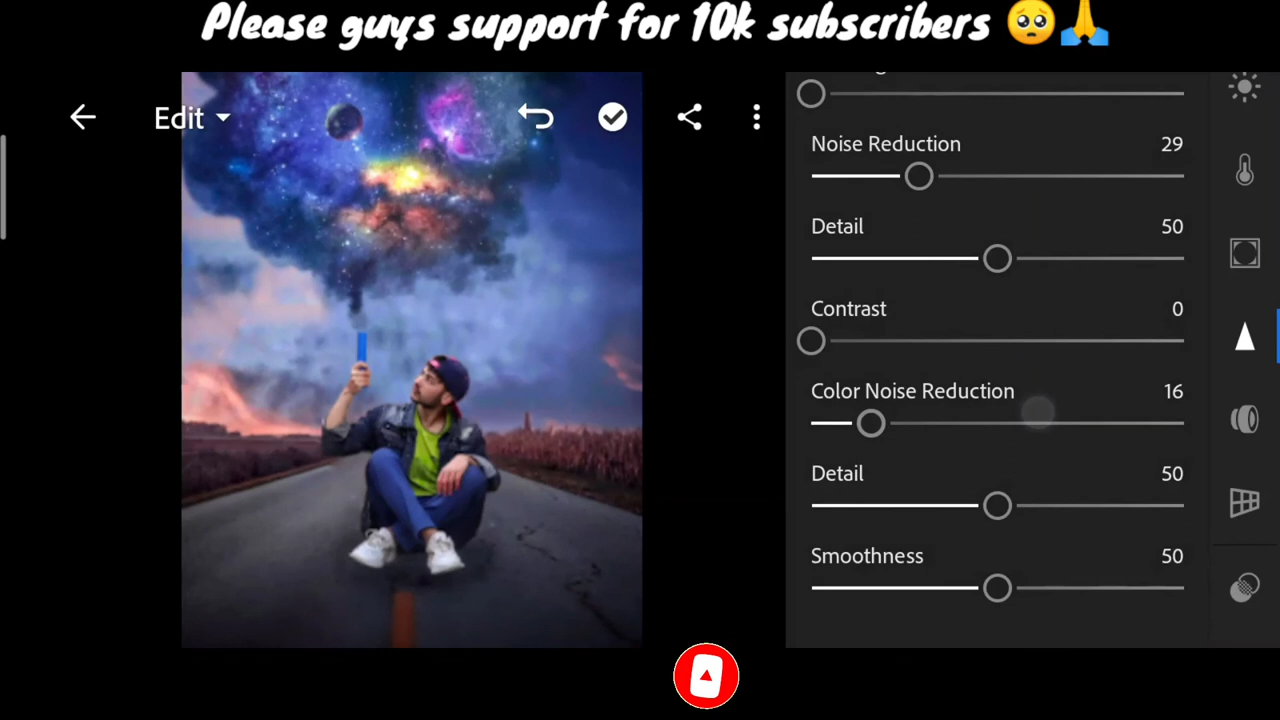 Please guys support for 10k subscribers 🥺🙏
Edit
Noise Reduction 29
Detail 50
Contrast 0
Color Noise Reduction 16
Detail 50
Smoothness 50